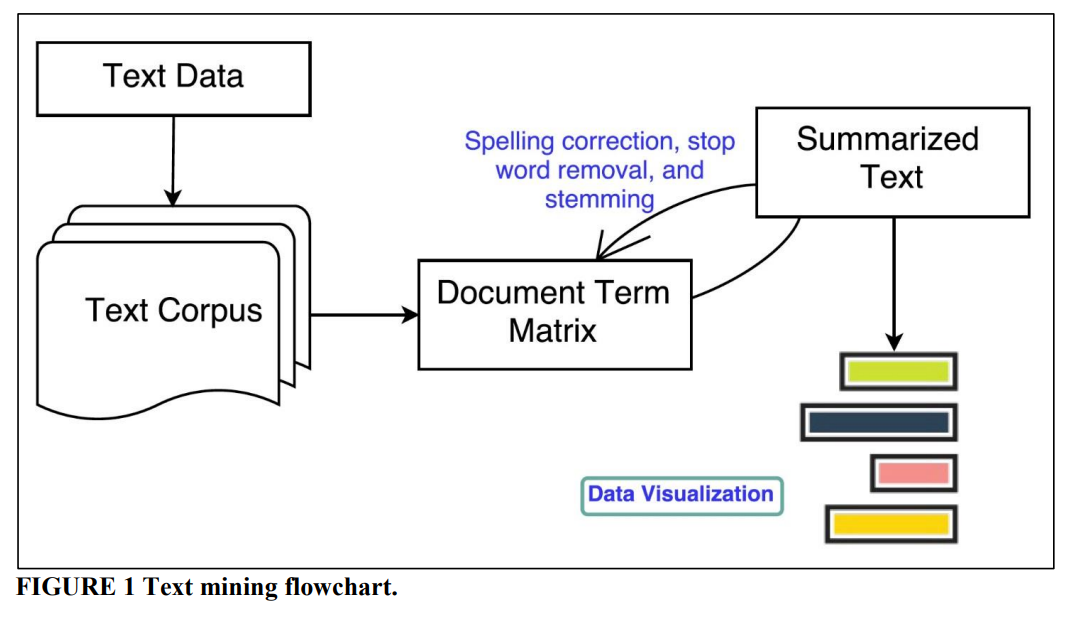 Text Data
Spelling correction, stop
word removal, and
stemming
Summarized
Text
Text Corpus
Document Term
Matrix
Data Visualization
FIGURE 1 Text mining flowchart.